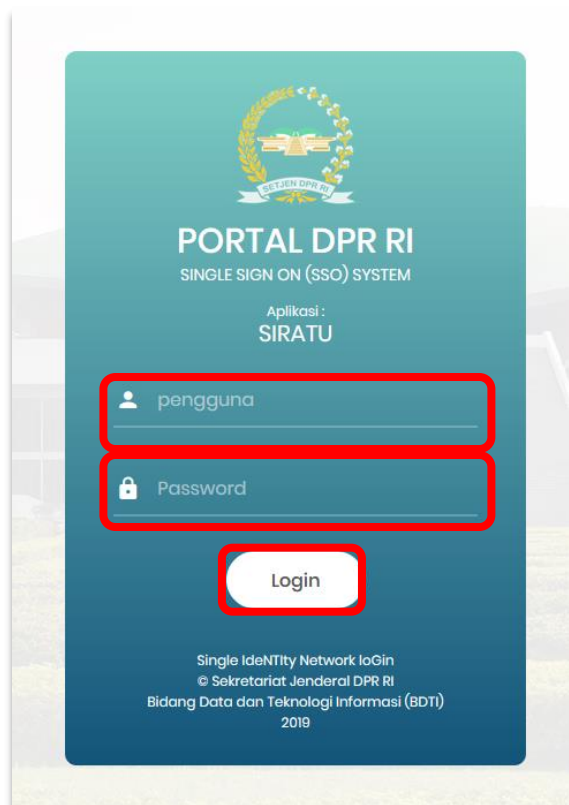 SETJEN DPR RI
PORTAL DPR RI
SINGLE SIGN ON (SSO) SYSTEM
Aplikasi :
SIRATU
pengguna
Password
Login
Single IdeNTIty Network loGin
© Sekretariat Jenderal DPR RI
Bidang Data dan Teknologi Informasi (BDTI)
2019